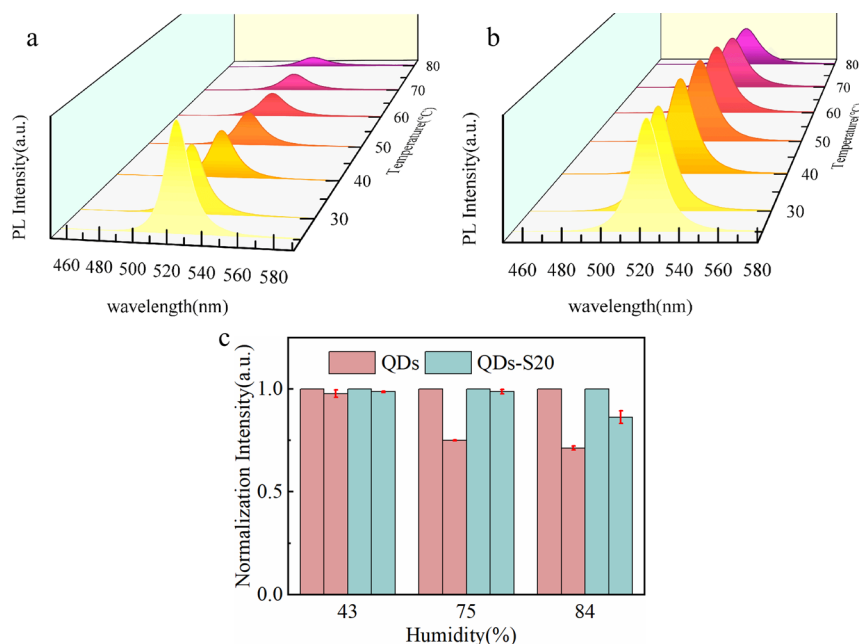 a
PL Intensity(a.u.)
460 480 500 520 540 560 580
wavelength(nm)
30
40
50
60
70
80
Temperature(°C)
b
PL Intensity(a.u.)
460 480 500 520 540 560 580
wavelength(nm)
30
40
50
60
70
80
Temperature(°C)
c
QDs QDs-S20
Normalization Intensity(a.u.)
1.0
0.5
0.0
43 75 84
Humidity(%)